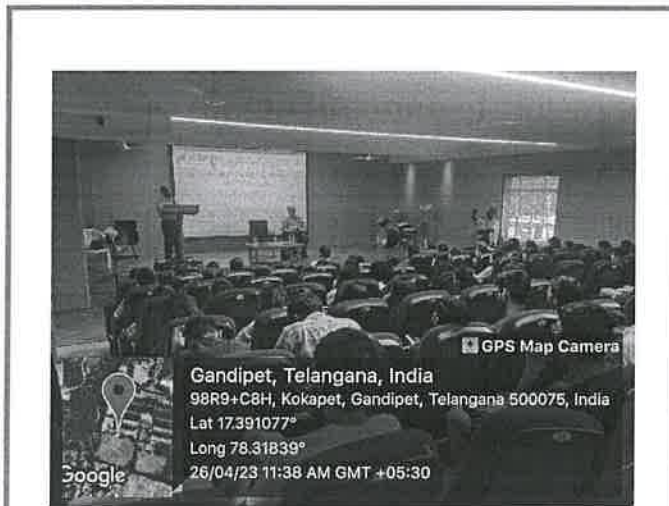 GPS Map Camera
Gandipet, Telangana, India
98R9+C8H, Kokapet, Gandipet, Telangana 500075, India
Lat 17.391077°
Long 78.31839°
26/04/23 11:38 AM GMT +05:30
Google